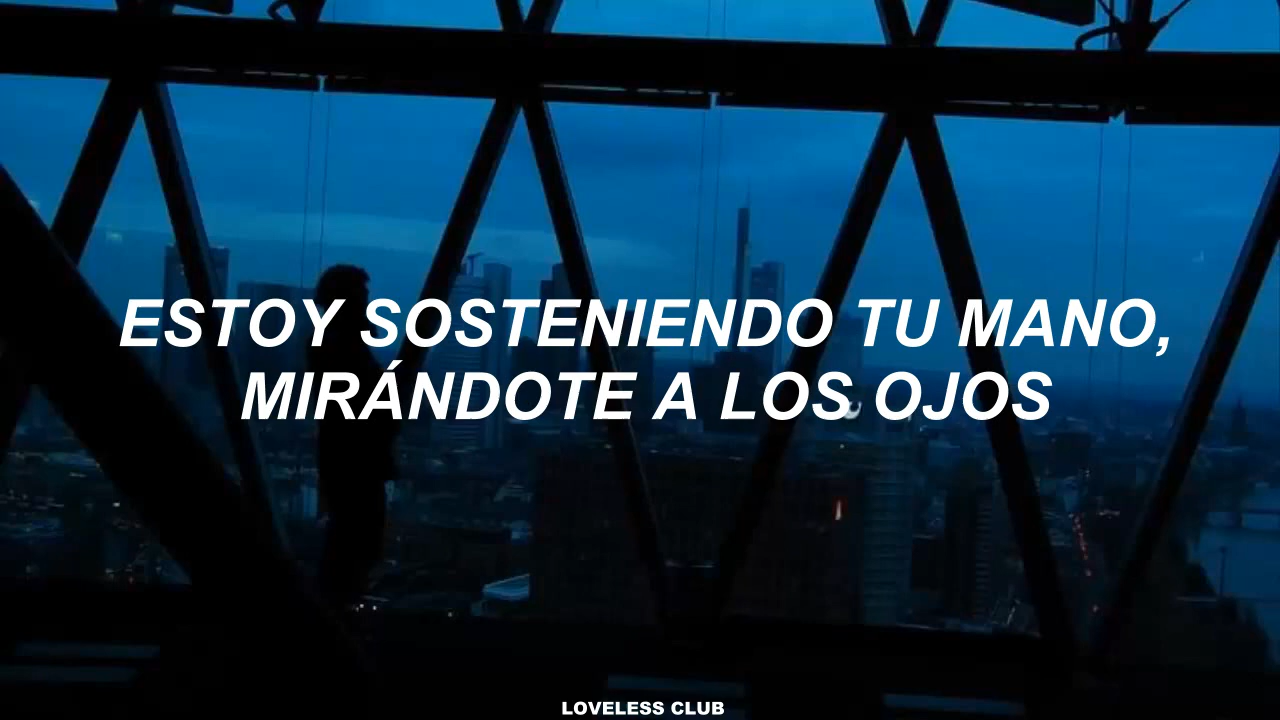 ESTOY SOSTENIENDO TU MANO,
MIRÁNDOTE A LOS OJOS
LOVELESS CLUB